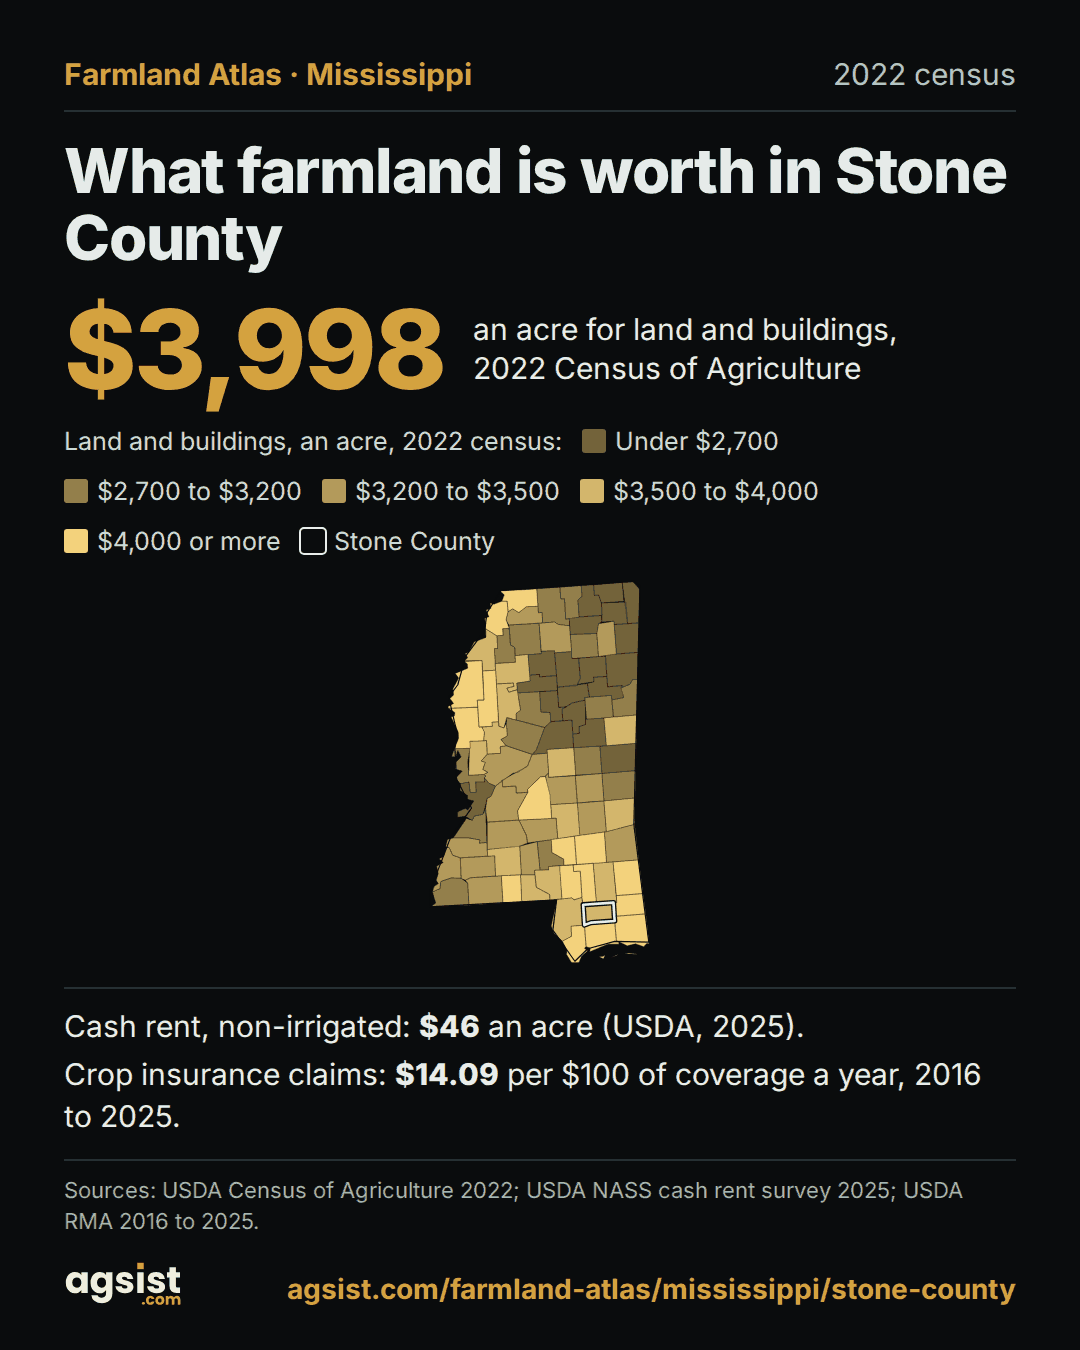 Farmland Atlas · Mississippi
2022 census
What farmland is worth in Stone
County
$3,998
an acre for land and buildings,
2022 Census of Agriculture
Land and buildings, an acre, 2022 census: Under $2,700
$2,700 to $3,200 $3,200 to $3,500 $3,500 to $4,000
$4,000 or more Stone County
Cash rent, non-irrigated: $46 an acre (USDA, 2025).
Crop insurance claims: $14.09 per $100 of coverage a year, 2016
to 2025.
Sources: USDA Census of Agriculture 2022; USDA NASS cash rent survey 2025; USDA
RMA 2016 to 2025.
agsist
.com
agsist.com/farmland-atlas/mississippi/stone-county